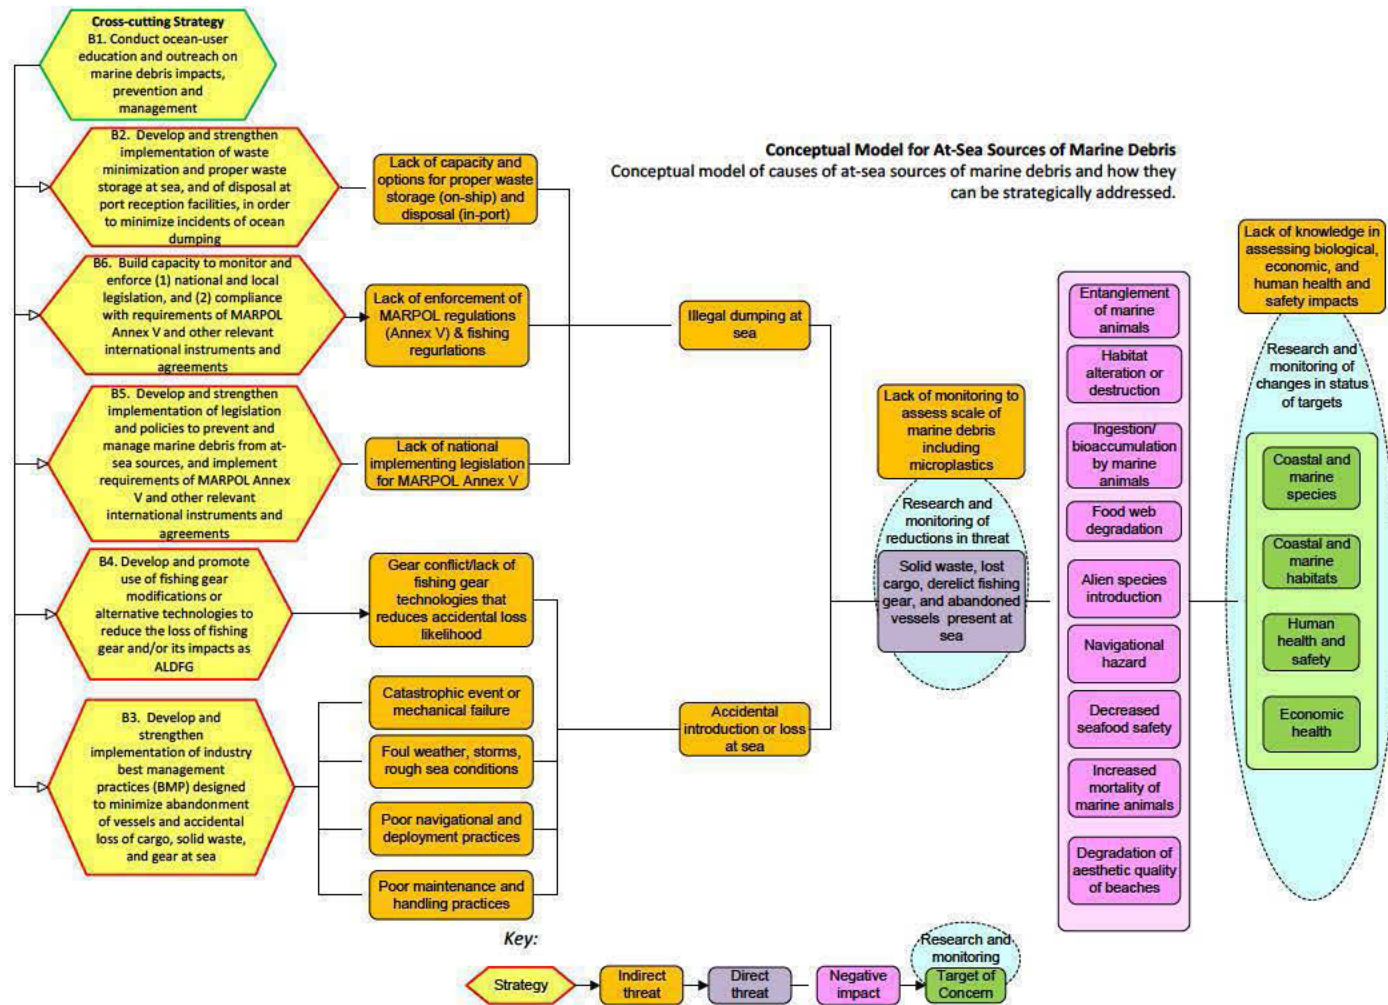 Cross-cutting Strategy
B1. Conduct ocean-user
education and outreach on
marine debris impacts,
prevention and
management
B2. Develop and strengthen
implementation of waste
minimization and proper waste
storage at sea, and of disposal at
port reception facilities, in order
to minimize incidents of ocean
dumping
B6. Build capacity to monitor and
enforce (1) national and local
legislation, and (2) compliance
with requirements of MARPOL
Annex V and other relevant
international instruments and
agreements
B5. Develop and strengthen
implementation of legislation
and policies to prevent and
manage marine debris from at-
sea sources, and implement
requirements of MARPOL Annex
V and other relevant
international instruments and
agreements
B4. Develop and promote
use of fishing gear
modifications or
alternative technologies to
reduce the loss of fishing
gear and/or its impacts as
ALDFG
B3. Develop and
strengthen
implementation of industry
best management
practices (BMP) designed
to minimize abandonment
of vessels and accidental
loss of cargo, solid waste,
and gear at sea
Lack of capacity and
options for proper waste
storage (on-ship) and
disposal (in-port)
Lack of enforcement of
MARPOL regulations
(Annex V) & fishing
regurlations
Lack of national
implementing legislation
for MARPOL Annex V
Gear conflict/lack of
fishing gear
technologies that
reduces accidental loss
likelihood
Catastrophic event or
mechanical failure
Foul weather, storms,
rough sea conditions
Poor navigational and
deployment practices
Poor maintenance and
handling practices
Illegal dumping at
sea
Accidental
introduction or loss
at sea
Conceptual Model for At-Sea Sources of Marine Debris
Conceptual model of causes of at-sea sources of marine debris and how they
can be strategically addressed.
Lack of monitoring to
assess scale of
marine debris
including
microplastics
Research and
monitoring of
reductions in threat
Solid waste, lost
cargo, derelict fishing
gear, and abandoned
vessels present at
sea
Entanglement
of marine
animals
Habitat
alteration or
destruction
Ingestion/
bioaccumulation
by marine
animals
Food web
degradation
Alien species
introduction
Navigational
hazard
Decreased
seafood safety
Increased
mortality of
marine animals
Degradation of
aesthetic quality
of beaches
Lack of knowledge in
assessing biological,
economic, and
human health and
safety impacts
Research and
monitoring of
changes in status
of targets
Coastal and
marine
species
Coastal and
marine
habitats
Human
health and
safety
Economic
health
Key:
Strategy
Indirect
threat
Direct
threat
Negative
impact
Research and
monitoring
Target of
Concern